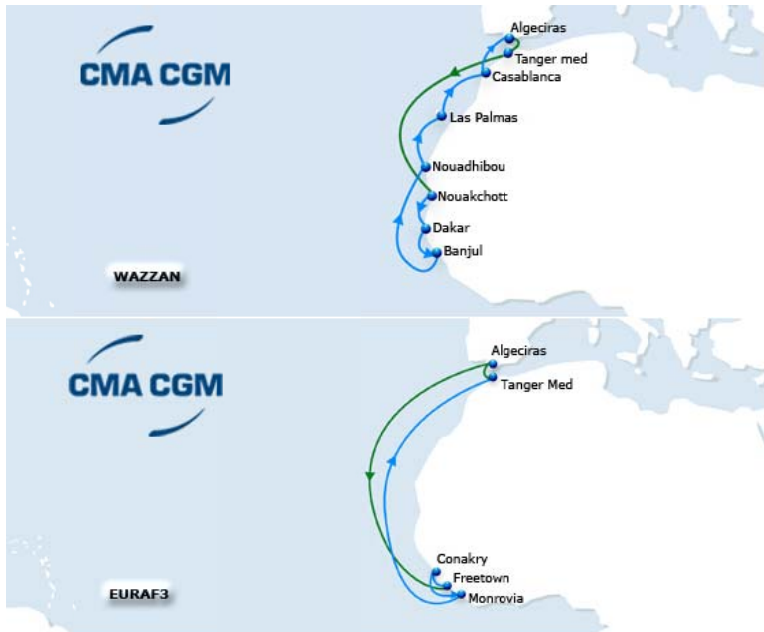 Algeciras
Tanger med
CMA CGM
Casablanca
Las Palmas
Nouadhibou
Nouakchott
Dakar
Banjul
WAZZAN
Algeciras
CMA CGM
Tanger Med
Conakry
Freetown
EURAF3
Monrovia